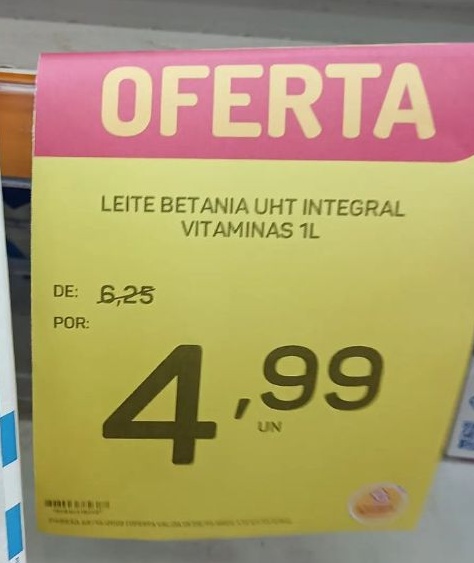 OFERTA
LEITE BETANIA UHT INTEGRAL
VITAMINAS 1L
DE: 6,25
POR:
4,99
UN